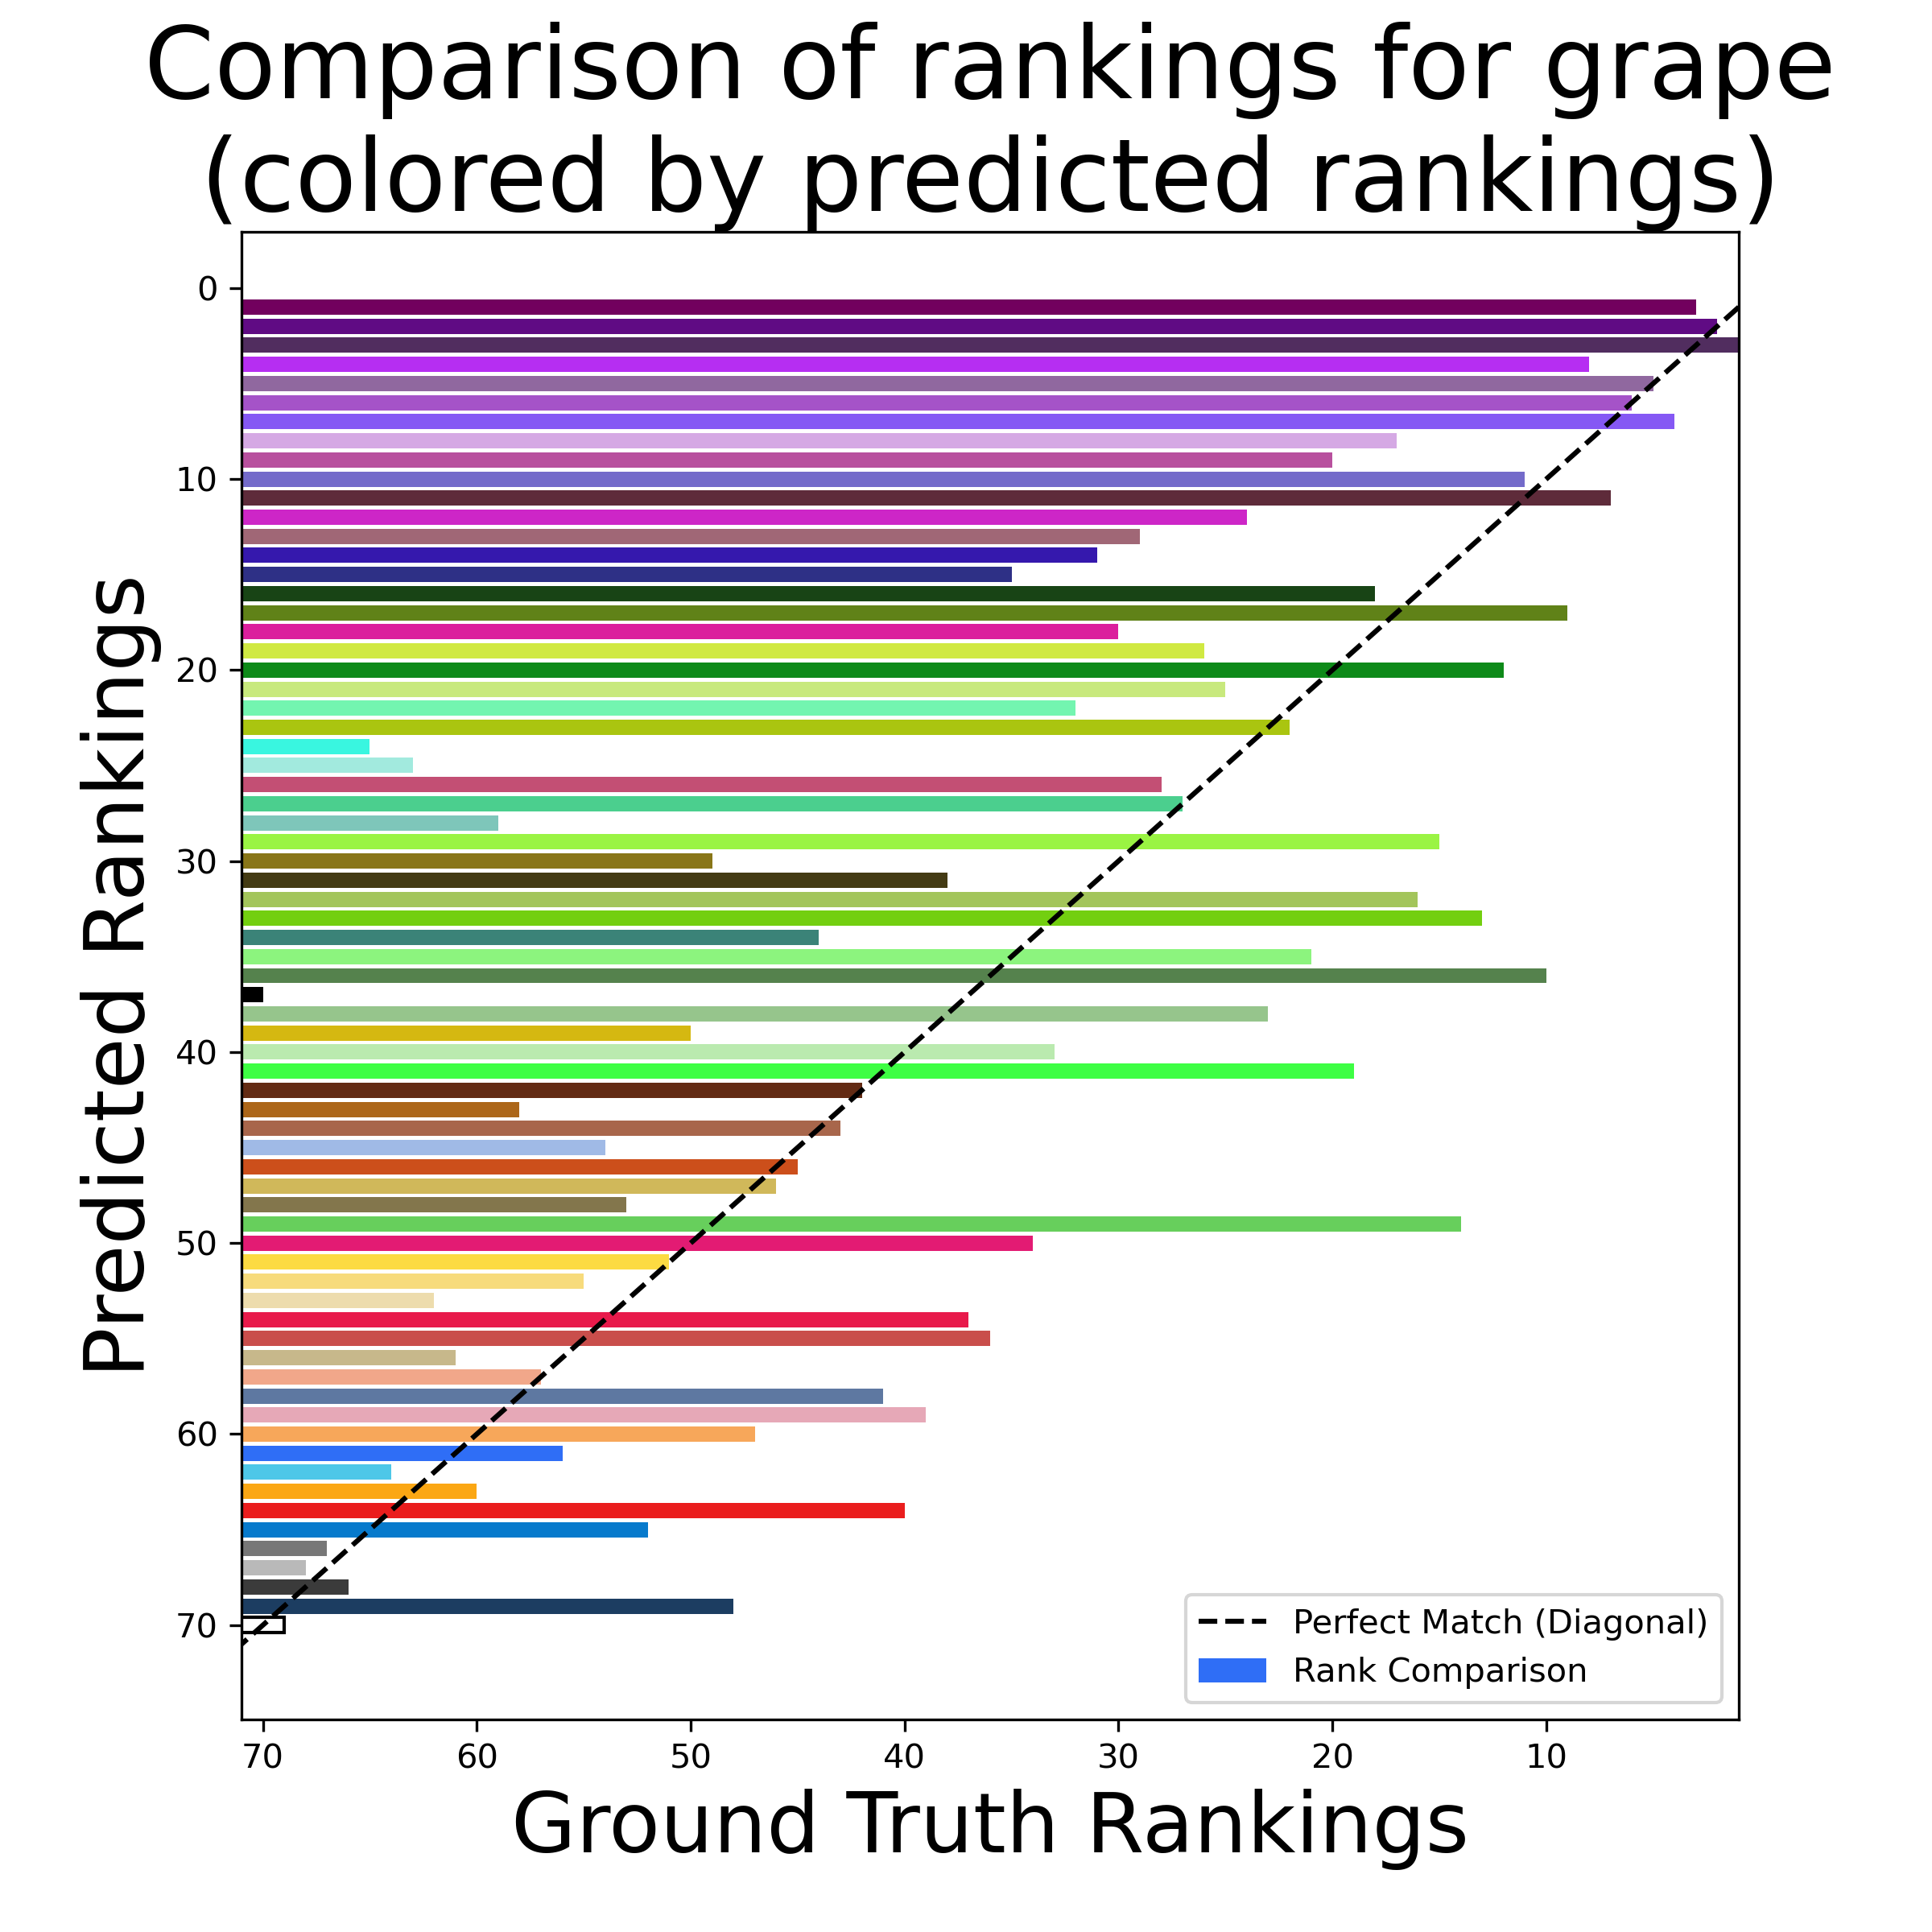 Comparison of rankings for grape
(colored by predicted rankings)
Predicted Rankings
0
10
20
30
40
50
60
70
70 60 50 40 30 20 10
Ground Truth Rankings
Perfect Match (Diagonal)
Rank Comparison